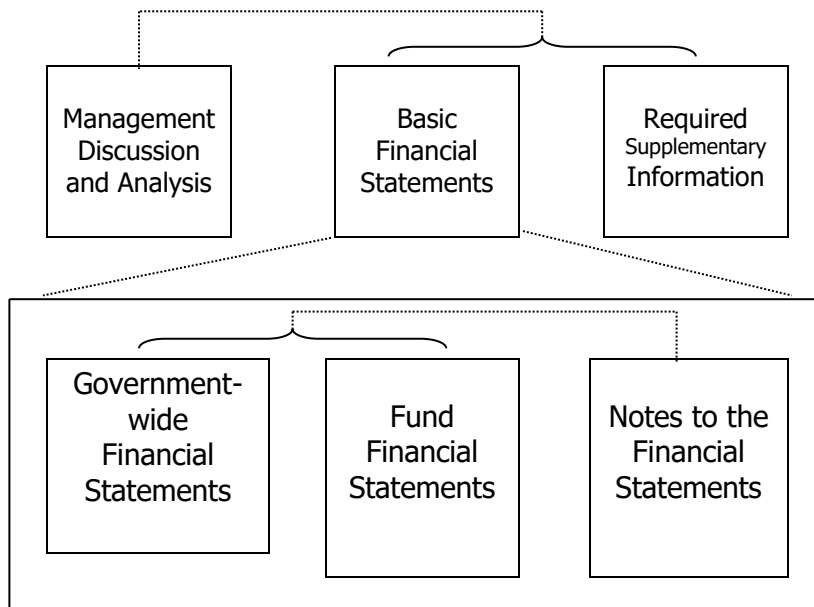 Management
Discussion
and Analysis
Basic
Financial
Statements
Required
Supplementary
Information
Government-
wide
Financial
Statements
Fund
Financial
Statements
Notes to the
Financial
Statements